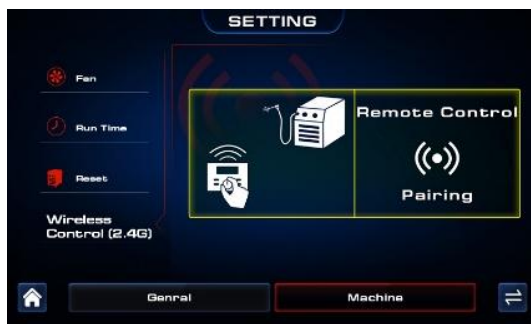 SETTING
Fan
Run Time
Reset
Wireless
Control (2.4G)
Remote Control
Pairing
Genral
Machine